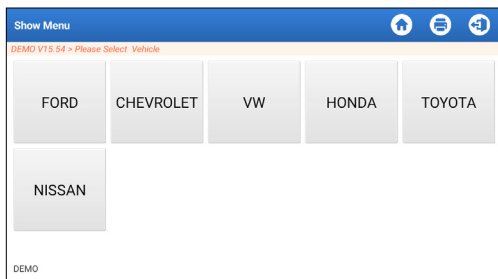 Show Menu
DEMO V15.54 > Please Select Vehicle
FORD CHEVROLET VW HONDA TOYOTA
NISSAN
DEMO